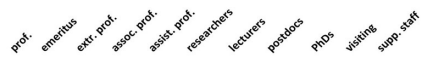 prof.
emeritus
extr. prof.
assoc. prof.
assist. prof.
researchers
lecturers
postdocs
PhDs
visiting
supp. staff